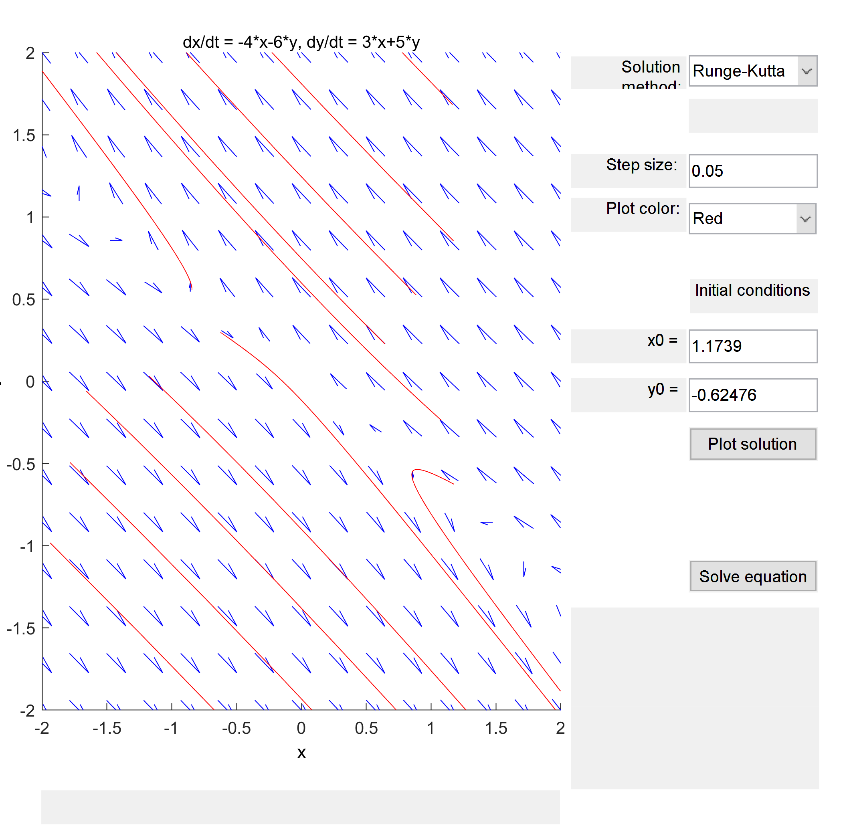 dx/dt = -4*x-6*y, dy/dt = 3*x+5*y
2
1.5
1
0.5
0
-0.5
-1
-1.5
-2
-2 -1.5 -1 -0.5 0 0.5 1 1.5 2
x
Solution
method:
Runge-Kutta
Step size:
0.05
Plot color:
Red
Initial conditions
x0 =
1.1739
y0 =
-0.62476
Plot solution
Solve equation